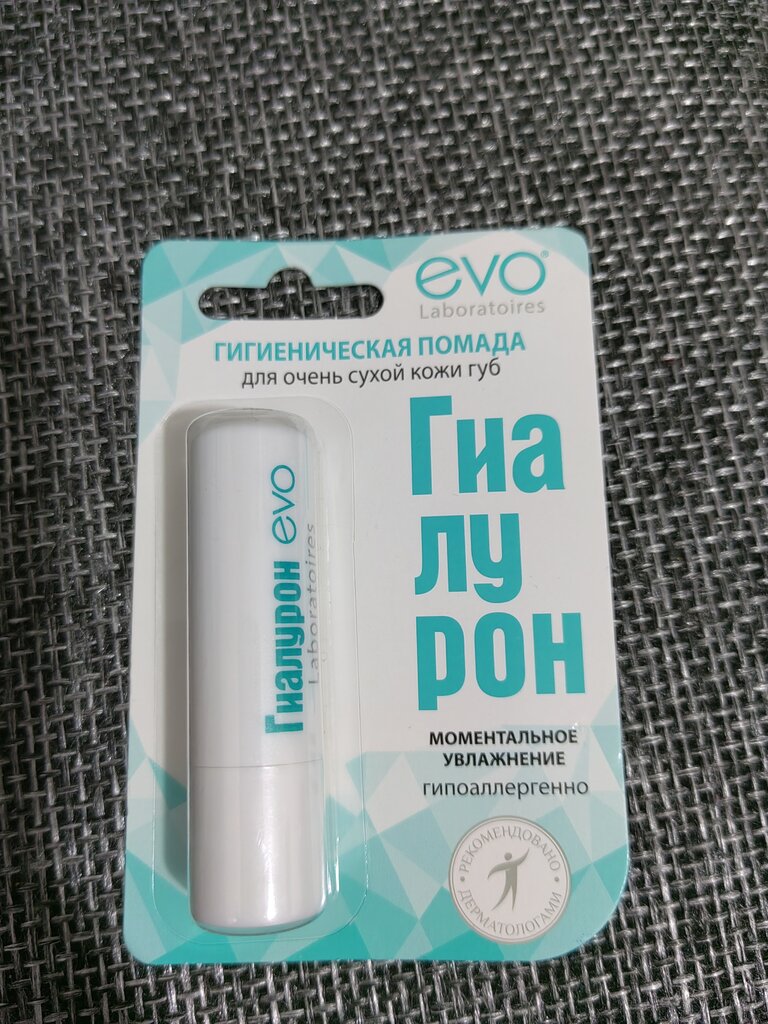 evo®
Laboratoires
ГИГИЕНИЧЕСКАЯ ПОМАДА
для очень сухой кожи губ
Гиа
лу
рон
МОМЕНТАЛЬНОЕ
УВЛАЖНЕНИЕ
гипоаллергенно
• РЕКОМЕНДОВАНО •
ДЕРМАТОЛОГАМИ
Гиалурон evo
Laboratoires